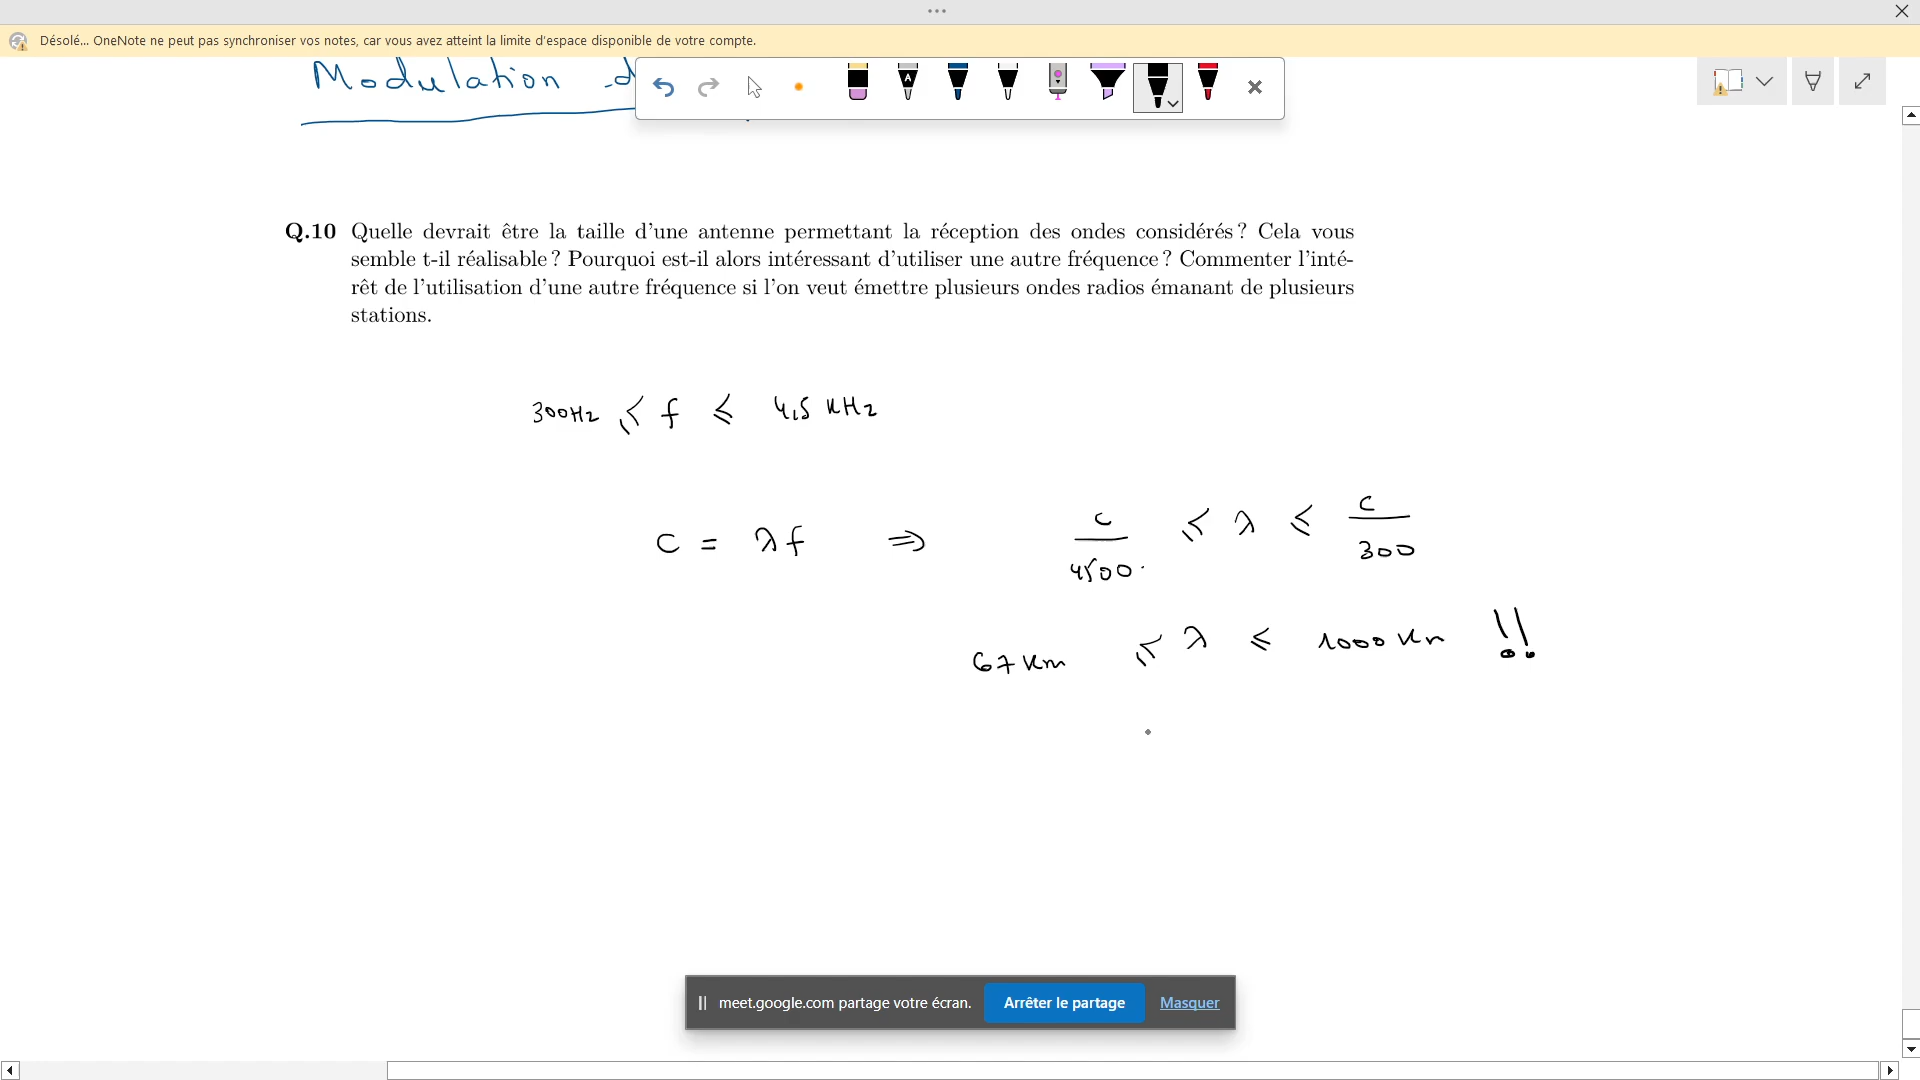 Désolé... OneNote ne peut pas synchroniser vos notes, car vous avez atteint la limite d'espace disponible de votre compte.
Modulation d
A
Q.10 Quelle devrait être la taille d'une antenne permettant la réception des ondes considérés ? Cela vous
semble t-il réalisable ? Pourquoi est-il alors intéressant d'utiliser une autre fréquence ? Commenter l'inté-
rêt de l'utilisation d'une autre fréquence si l'on veut émettre plusieurs ondes radios émanant de plusieurs
stations.
300Hz ≤ f ≤ 4,5 KHz
c = λf ⇒ c/4500 ≤ λ ≤ c/300
67 Km ≤ λ ≤ 1000 Km !!
meet.google.com partage votre écran. Arrêter le partage Masquer